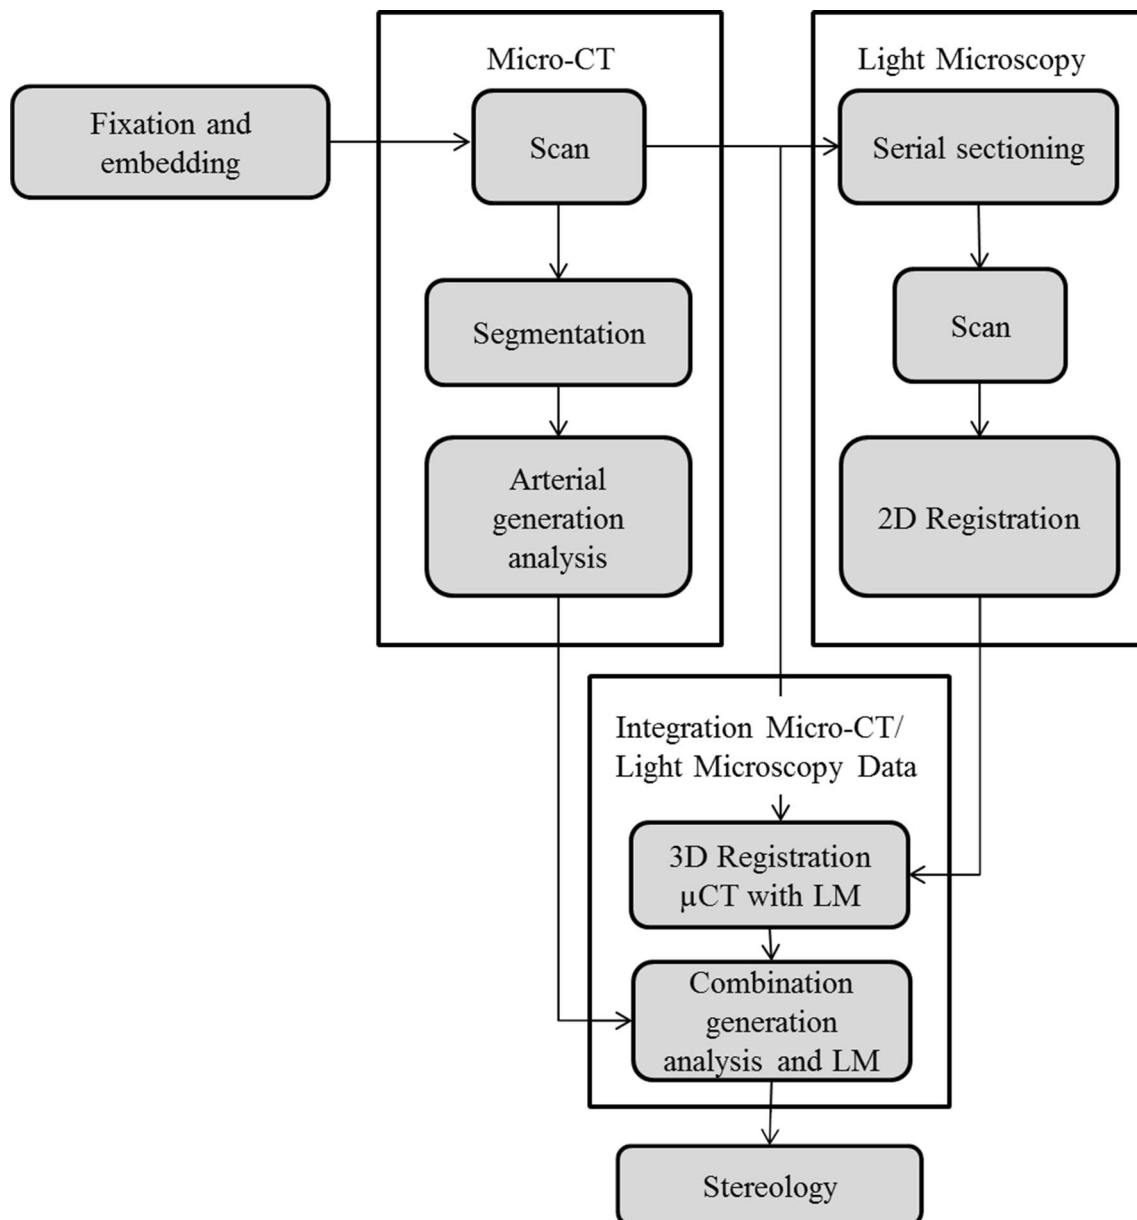 Micro-CT
Fixation and
embedding
Scan
Segmentation
Arterial
generation
analysis
Light Microscopy
Serial sectioning
Scan
2D Registration
Integration Micro-CT/
Light Microscopy Data
3D Registration
µCT with LM
Combination
generation
analysis and LM
Stereology